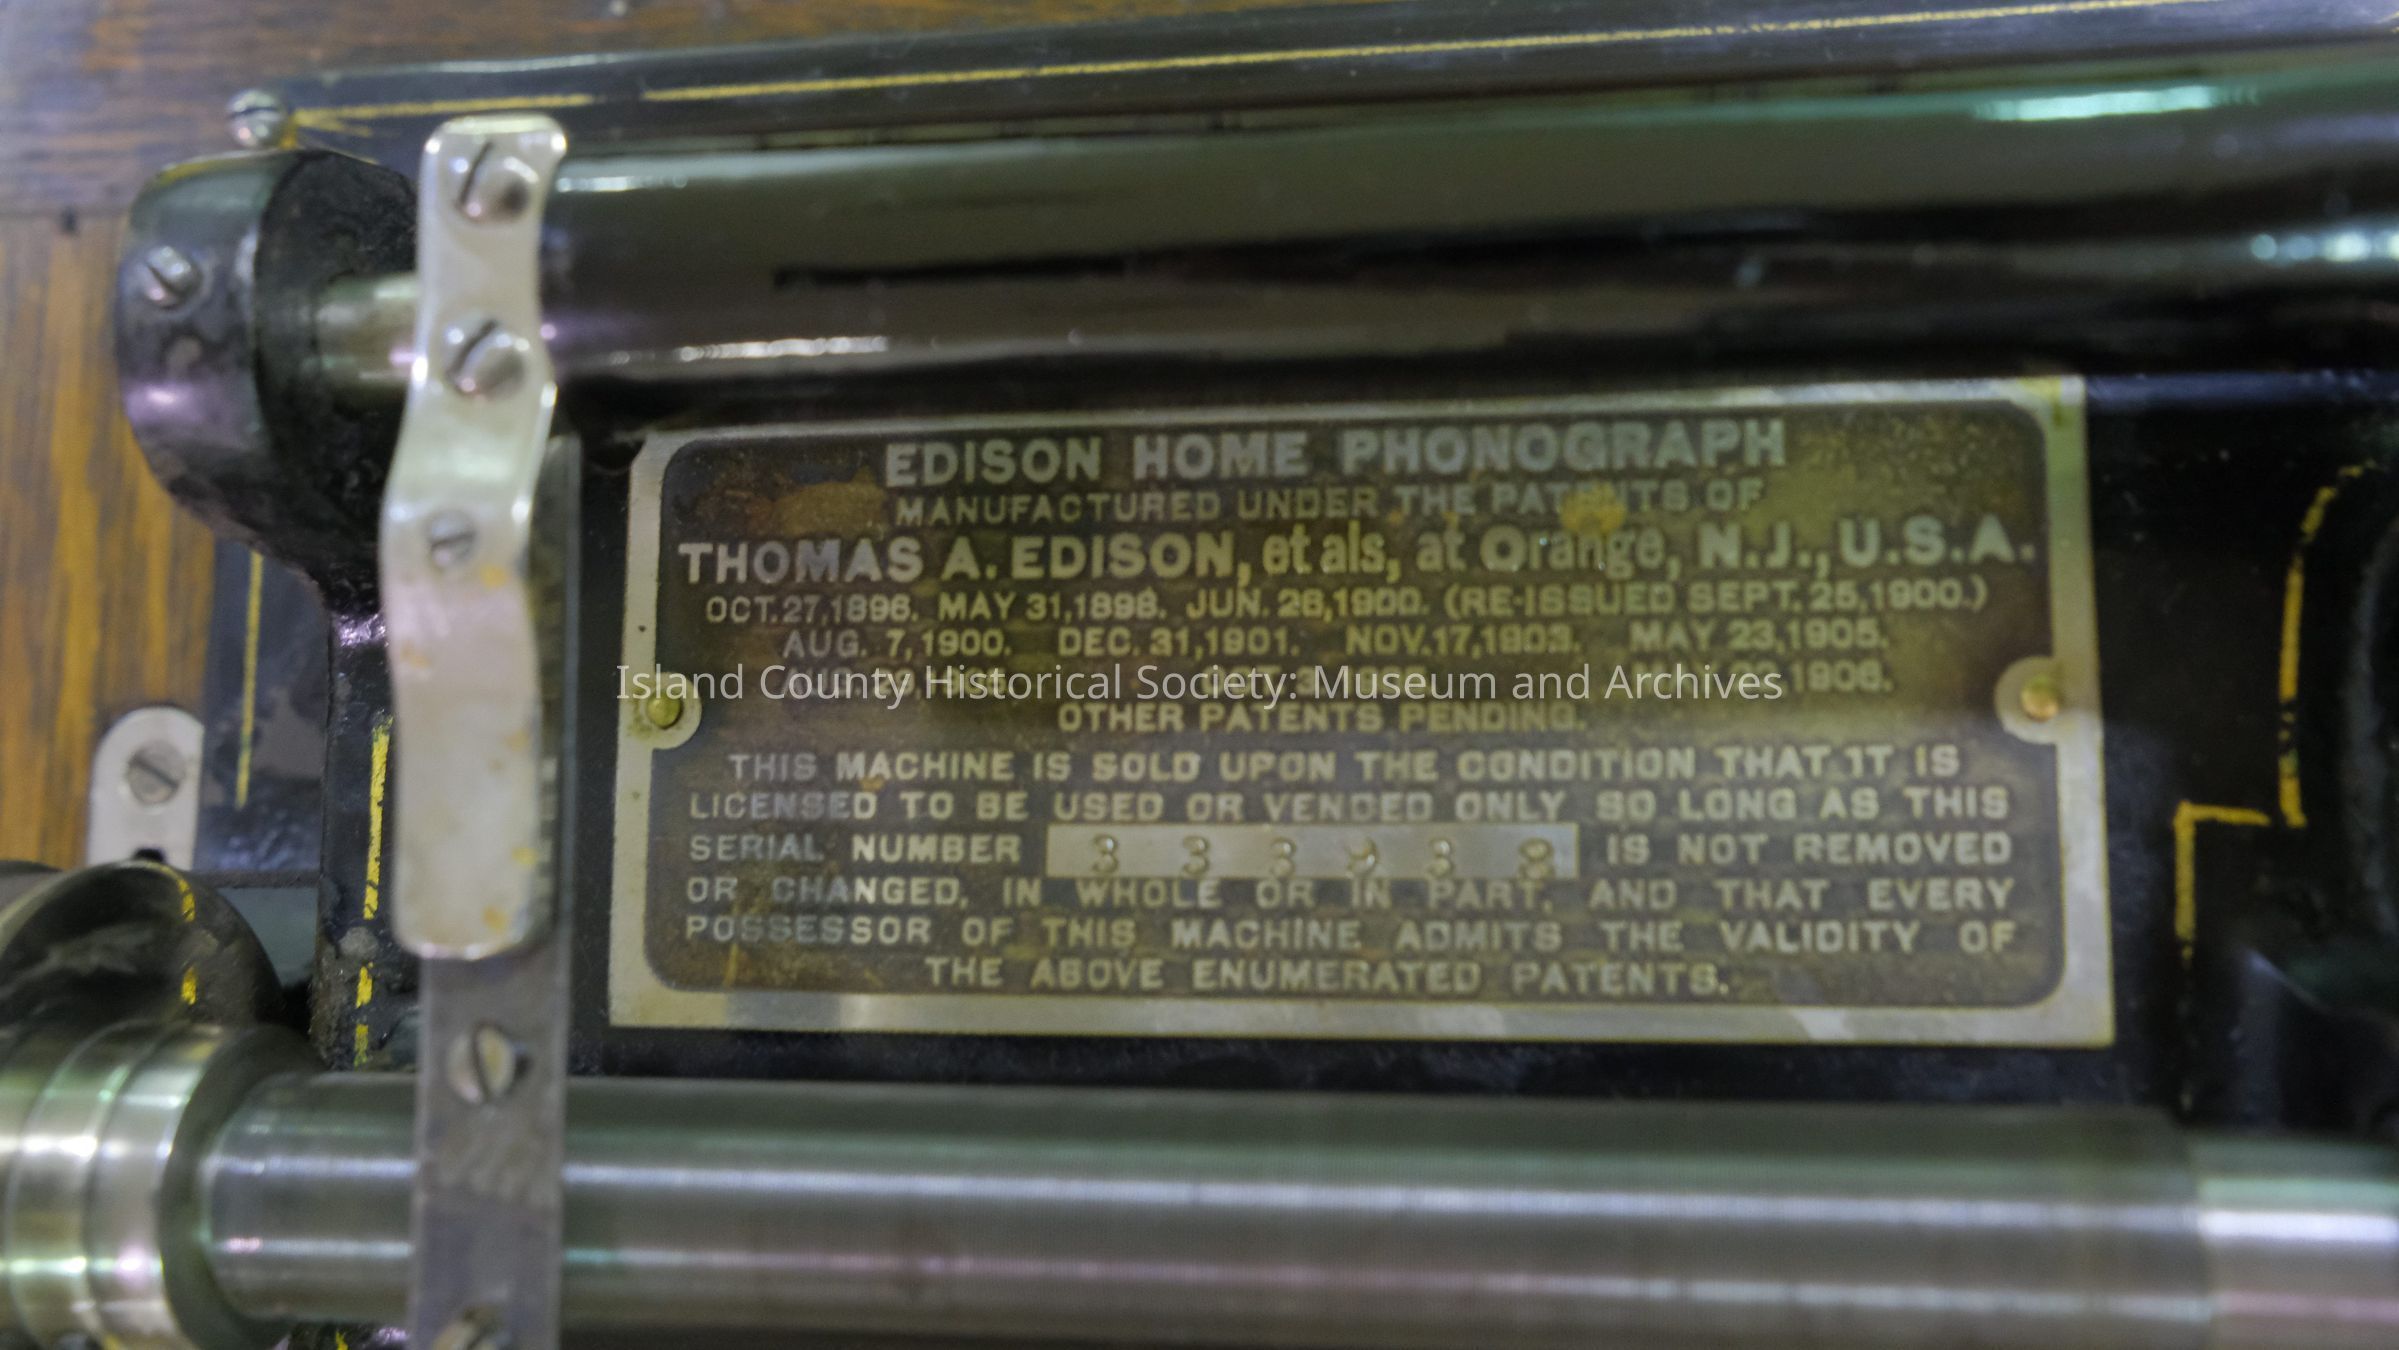 EDISON HOME PHONOGRAPH
MANUFACTURED UNDER THE PATENTS OF
THOMAS A. EDISON, et als, at Orange, N.J., U.S.A.
OCT. 27, 1896. MAY 31, 1898. JUN. 26, 1900. (RE-ISSUED SEPT. 25, 1900.)
AUG. 7, 1900. DEC. 31, 1901. NOV. 17, 1903. MAY 23, 1905.
1906.
Island County Historical Society: Museum and Archives
OTHER PATENTS PENDING.
THIS MACHINE IS SOLD UPON THE CONDITION THAT IT IS
LICENSED TO BE USED OR VENDED ONLY SO LONG AS THIS
SERIAL NUMBER IS NOT REMOVED
OR CHANGED, IN WHOLE OR IN PART, AND THAT EVERY
POSSESSOR OF THIS MACHINE ADMITS THE VALIDITY OF
THE ABOVE ENUMERATED PATENTS.